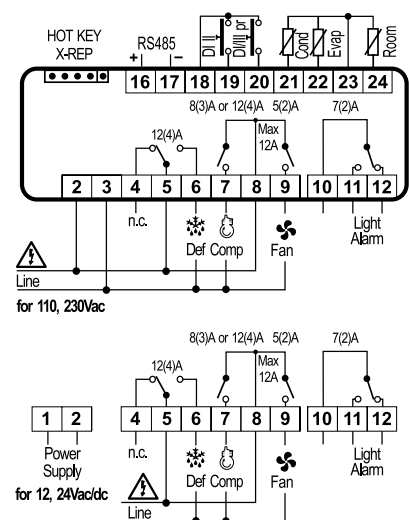 HOT KEY
X-REP
RS485
+ −
DI II
DI/III pr
Cond
Evap
Room
16 17 18 19 20 21 22 23 24
8(3)A or 12(4)A 5(2)A 7(2)A
12(4)A
Max
12A
2 3 4 5 6 7 8 9 10 11 12
n.c.
Def Comp
Fan
Light
Alarm
Line
for 110, 230Vac
8(3)A or 12(4)A 5(2)A 7(2)A
12(4)A
Max
12A
1 2 4 5 6 7 8 9 10 11 12
Power
Supply
n.c.
Def Comp
Fan
Light
Alarm
for 12, 24Vac/dc
Line